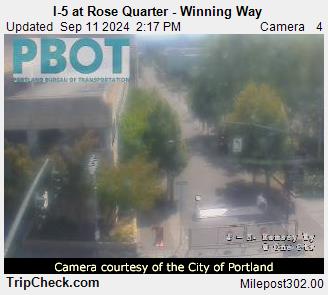 I-5 at Rose Quarter - Winning Way
Updated Sep 11 2024 2:17 PM Camera 4
PBOT
PORTLAND BUREAU OF TRANSPORTATION
Camera courtesy of the City of Portland
TripCheck.com Milepost302.00